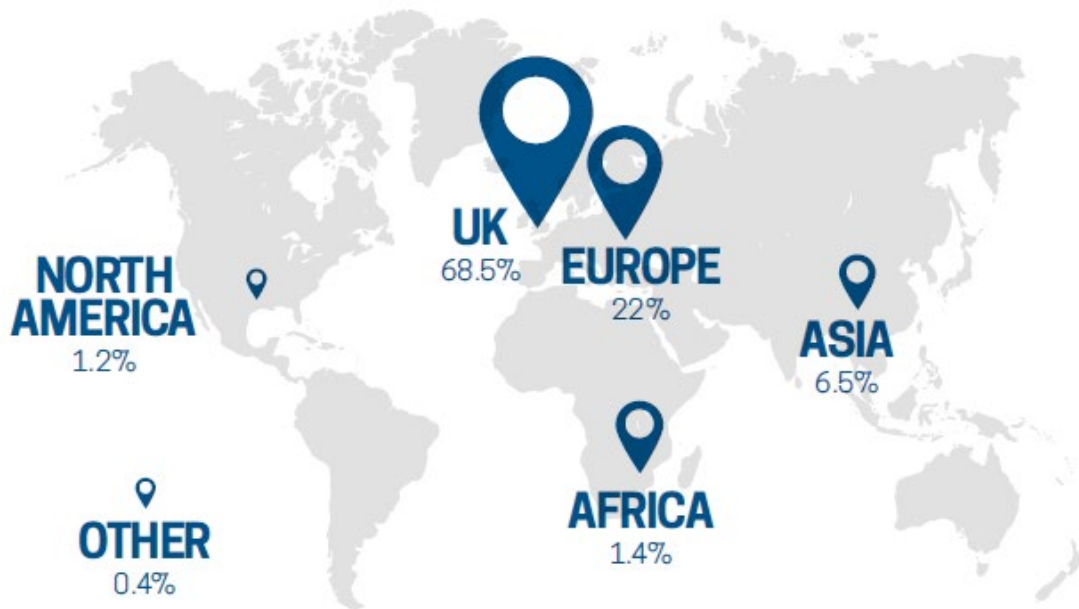 UK
68.5%
EUROPE
22%
NORTH
AMERICA
1.2%
ASIA
6.5%
AFRICA
1.4%
OTHER
0.4%